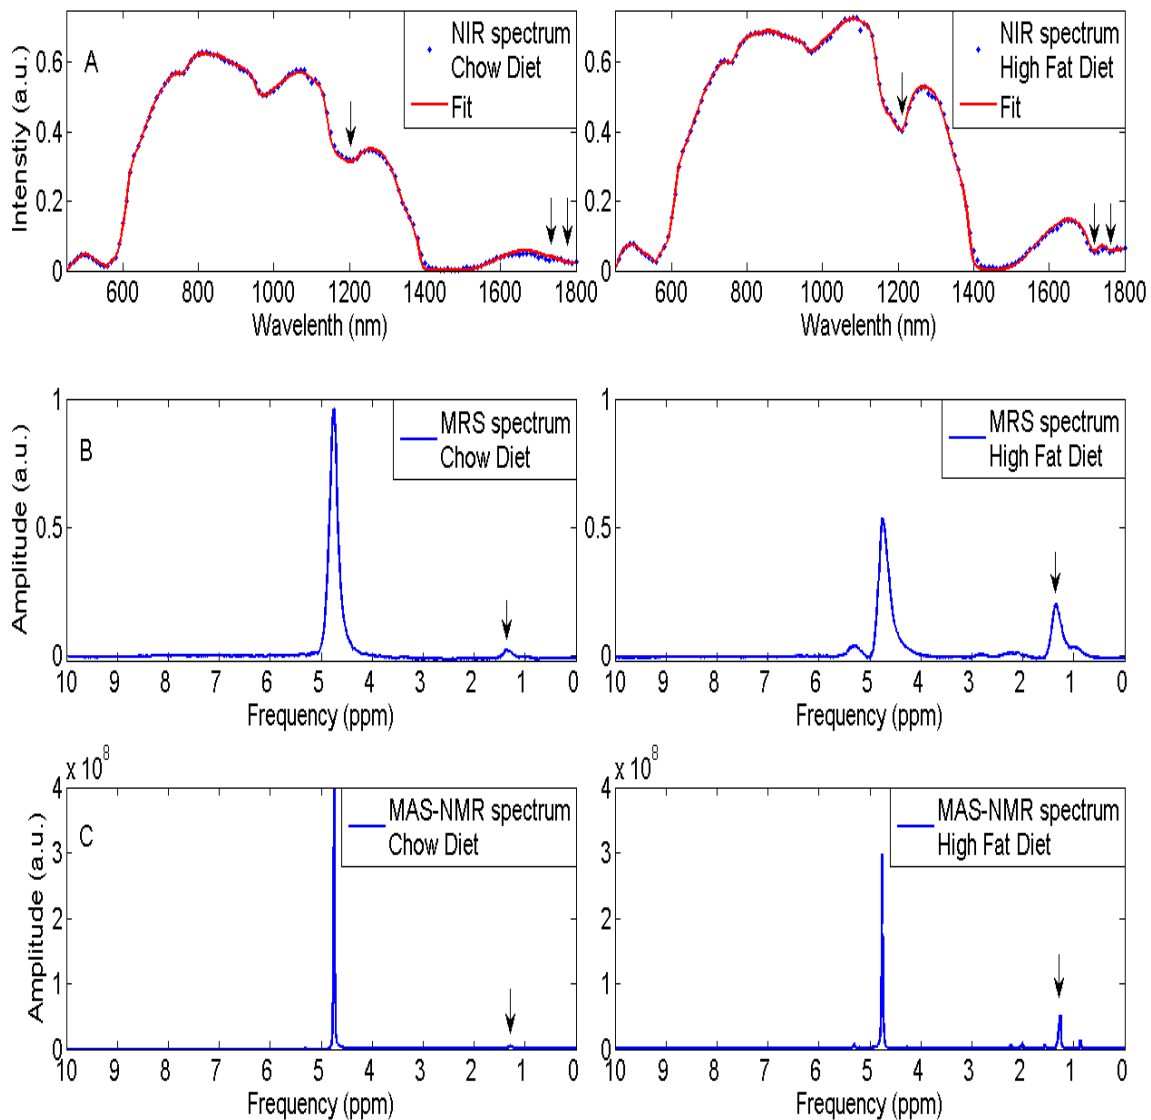 A
Intenstiy (a.u.)
0.6
0.4
0.2
0
600 800 1000 1200 1400 1600 1800
Wavelenth (nm)
NIR spectrum
Chow Diet
Fit
0.6
0.4
0.2
0
600 800 1000 1200 1400 1600 1800
Wavelenth (nm)
NIR spectrum
High Fat Diet
Fit
B
Amplitude (a.u.)
1
0.5
0
10 9 8 7 6 5 4 3 2 1 0
Frequency (ppm)
MRS spectrum
Chow Diet
1
0.5
0
10 9 8 7 6 5 4 3 2 1 0
Frequency (ppm)
MRS spectrum
High Fat Diet
C
Amplitude (a.u.)
x 10^8
4
3
2
1
0
10 9 8 7 6 5 4 3 2 1 0
Frequency (ppm)
MAS-NMR spectrum
Chow Diet
x 10^8
4
3
2
1
0
10 9 8 7 6 5 4 3 2 1 0
Frequency (ppm)
MAS-NMR spectrum
High Fat Diet